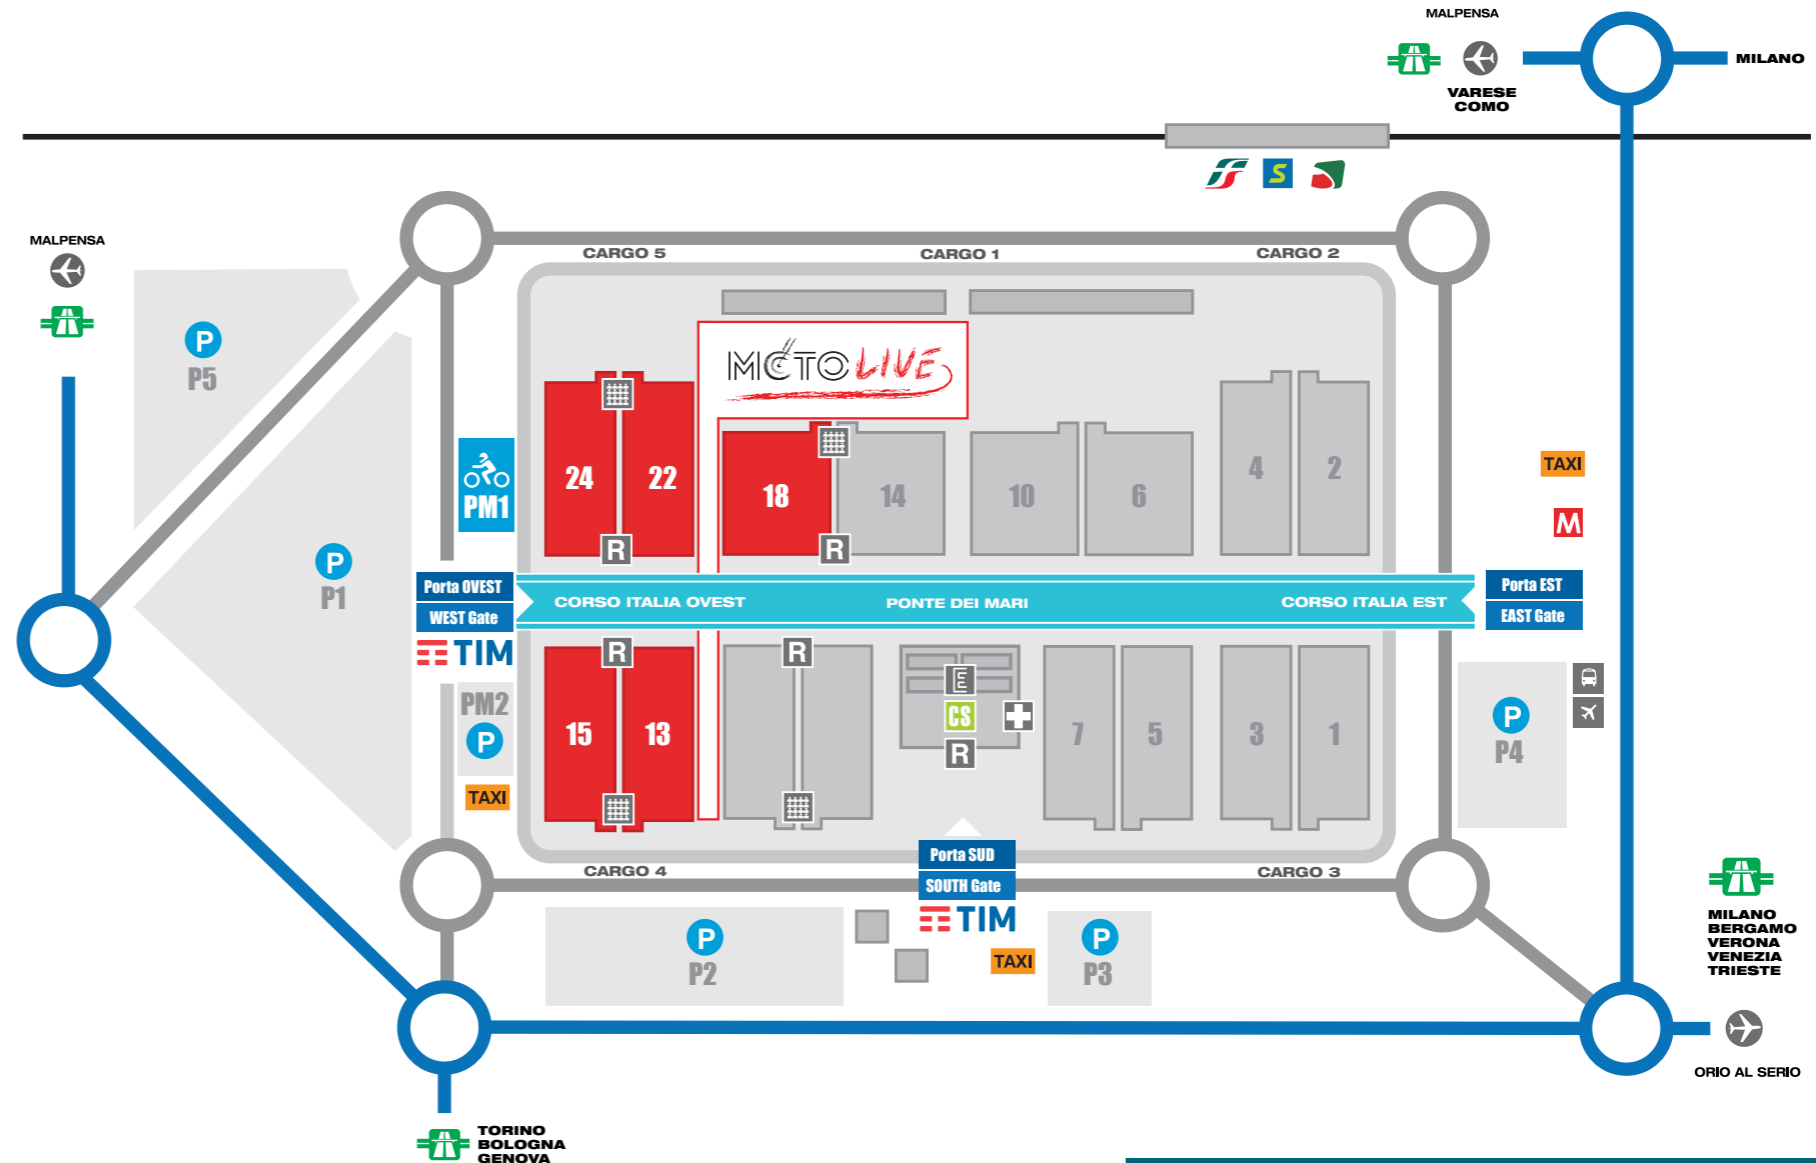 MALPENSA
MILANO
VARESE
COMO
S
MALPENSA
CARGO 5
CARGO 1
CARGO 2
P
P5
MOTO LIVE
24
22
18
14
10
6
4
2
TAXI
PM1
M
R
R
P
P1
Porta OVEST
WEST Gate
CORSO ITALIA OVEST
PONTE DEI MARI
CORSO ITALIA EST
Porta EST
EAST Gate
TIM
R
R
E
PM2
P
15
13
CS
7
5
3
1
P
P4
R
TAXI
Porta SUD
SOUTH Gate
CARGO 4
CARGO 3
TIM
P
P2
TAXI
P
P3
MILANO
BERGAMO
VERONA
VENEZIA
TRIESTE
ORIO AL SERIO
TORINO
BOLOGNA
GENOVA